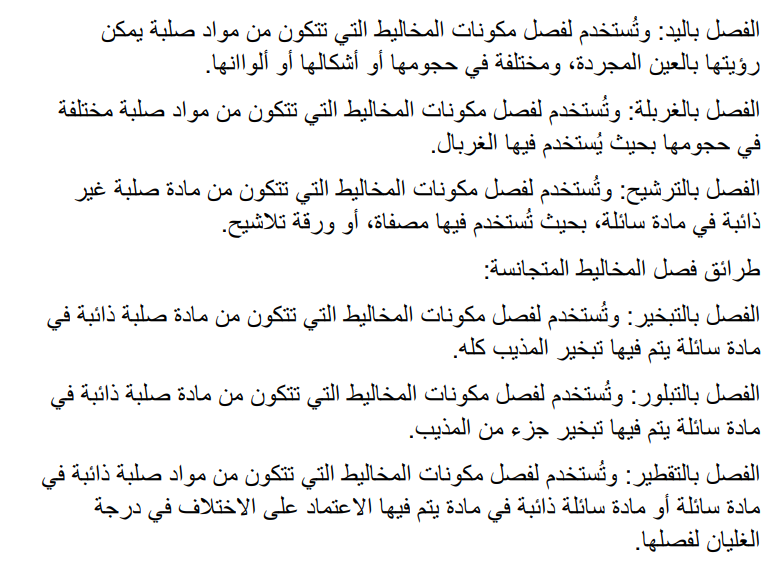 الفصل باليد: وتُستخدم لفصل مكونات المخاليط التي تتكون من مواد صلبة يمكن
رؤيتها بالعين المجردة، ومختلفة في حجومها أو أشكالها أو ألواانها.
الفصل بالغربلة: وتُستخدم لفصل مكونات المخاليط التي تتكون من مواد صلبة مختلفة
في حجومها بحيث يُستخدم فيها الغربال.
الفصل بالترشيح: وتُستخدم لفصل مكونات المخاليط التي تتكون من مادة صلبة غير
ذائبة في مادة سائلة، بحيث تُستخدم فيها مصفاة، أو ورقة تلاشيح.
طرائق فصل المخاليط المتجانسة:
الفصل بالتبخير: وتُستخدم لفصل مكونات المخاليط التي تتكون من مادة صلبة ذائبة في
مادة سائلة يتم فيها تبخير المذيب كله.
الفصل بالتبلور: وتُستخدم لفصل مكونات المخاليط التي تتكون من مادة صلبة ذائبة في
مادة سائلة يتم فيها تبخير جزء من المذيب.
الفصل بالتقطير: وتُستخدم لفصل مكونات المخاليط التي تتكون من مواد صلبة ذائبة في
مادة سائلة أو مادة سائلة ذائبة في مادة يتم فيها الاعتماد على الاختلاف في درجة
الغليان لفصلها.